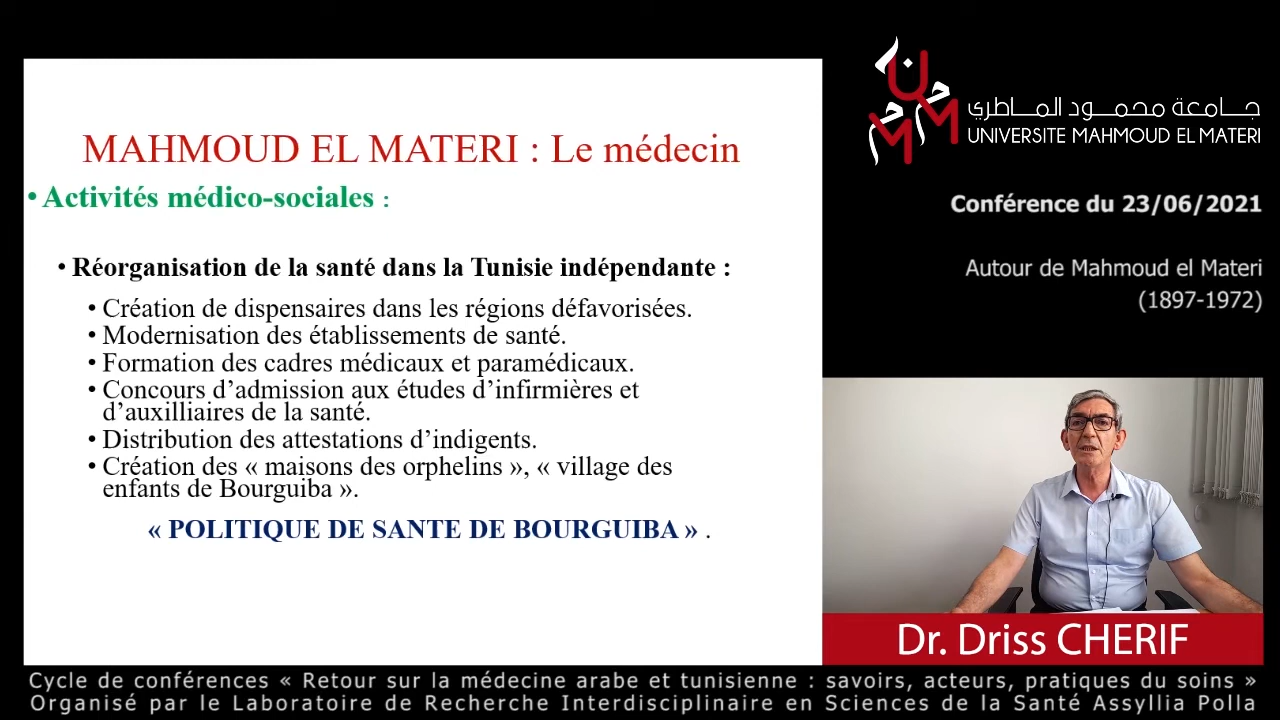 MAHMOUD EL MATERI : Le médecin
• Activités médico-sociales :
• Réorganisation de la santé dans la Tunisie indépendante :
• Création de dispensaires dans les régions défavorisées.
• Modernisation des établissements de santé.
• Formation des cadres médicaux et paramédicaux.
• Concours d’admission aux études d’infirmières et
d’auxilliaires de la santé.
• Distribution des attestations d’indigents.
• Création des « maisons des orphelins », « village des
enfants de Bourguiba ».
« POLITIQUE DE SANTE DE BOURGUIBA » .
جامعة محمود الماطري
UNIVERSITE MAHMOUD EL MATERI
Conférence du 23/06/2021
Autour de Mahmoud el Materi
(1897-1972)
Dr. Driss CHERIF
Cycle de conférences « Retour sur la médecine arabe et tunisienne : savoirs, acteurs, pratiques du soins »
Organisé par le Laboratoire de Recherche Interdisciplinaire en Sciences de la Santé Assyllia Polla